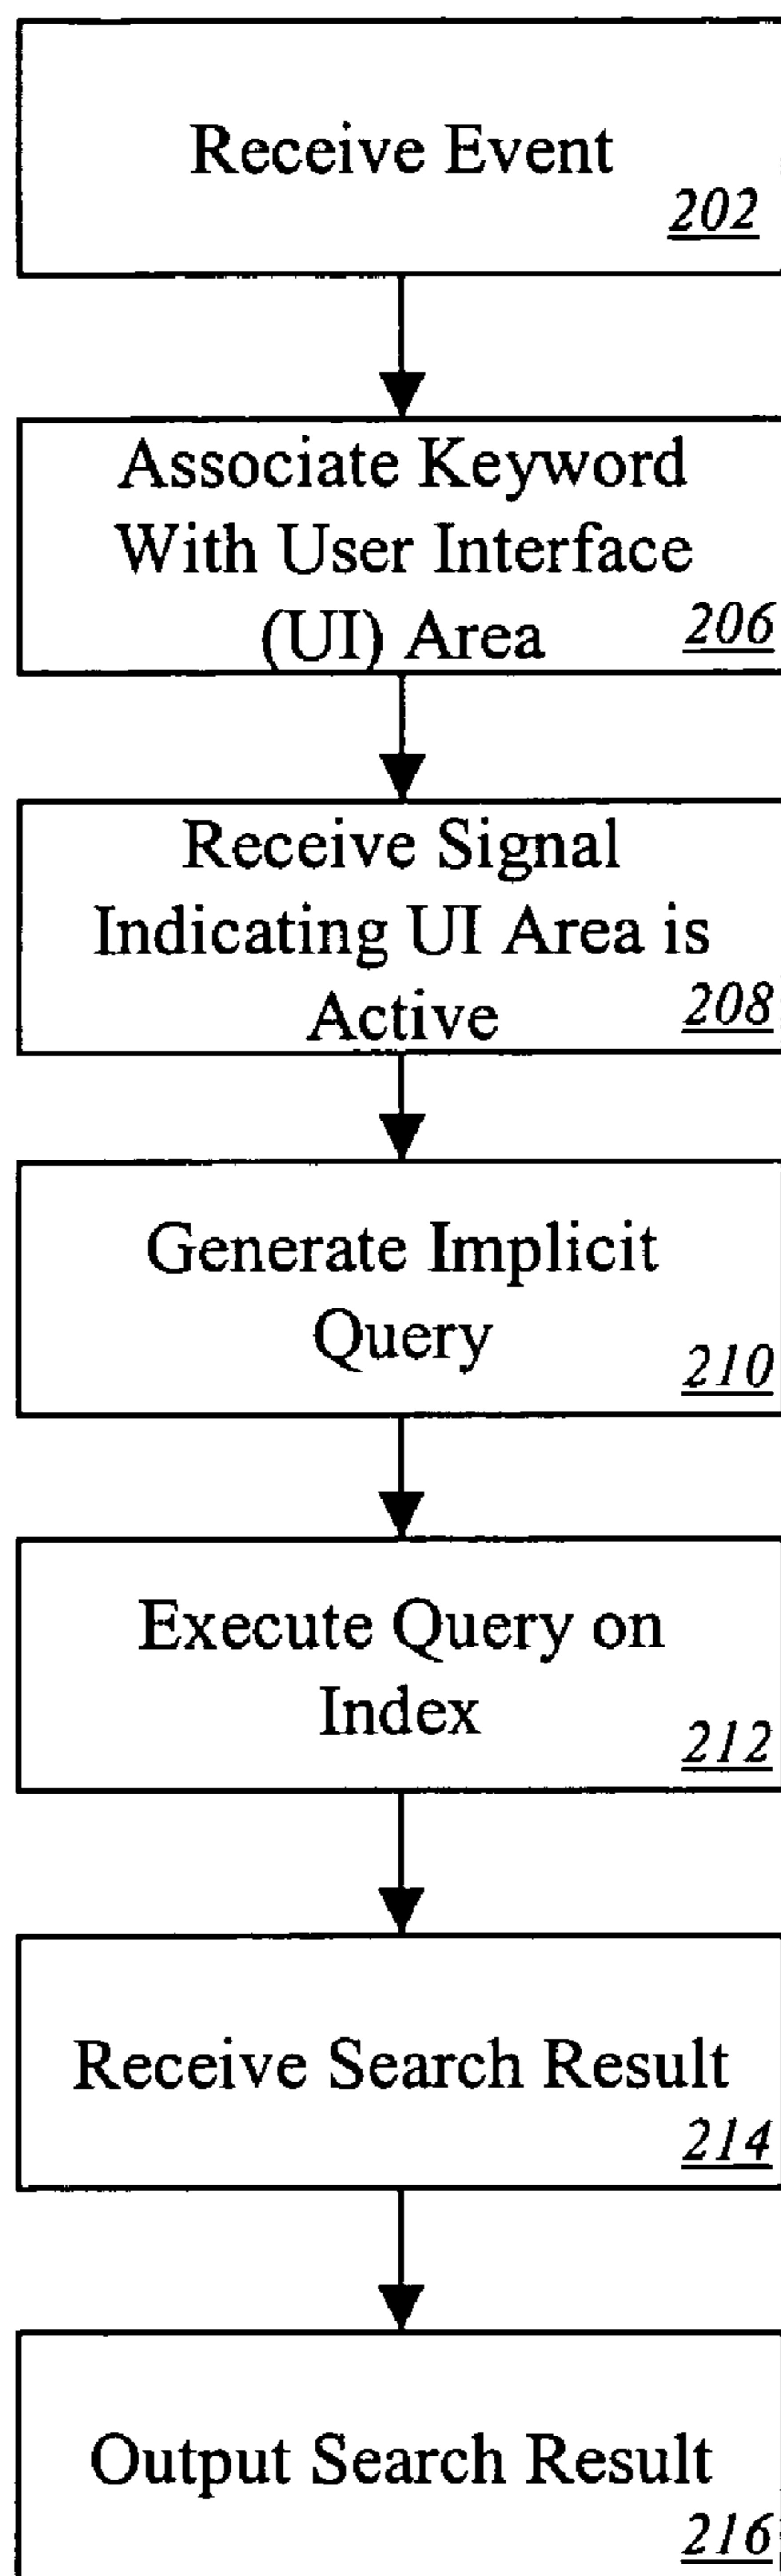 Receive Event
202
Associate Keyword
With User Interface
(UI) Area
206
Receive Signal
Indicating UI Area is
Active
208
Generate Implicit
Query
210
Execute Query on
Index
212
Receive Search Result
214
Output Search Result
216